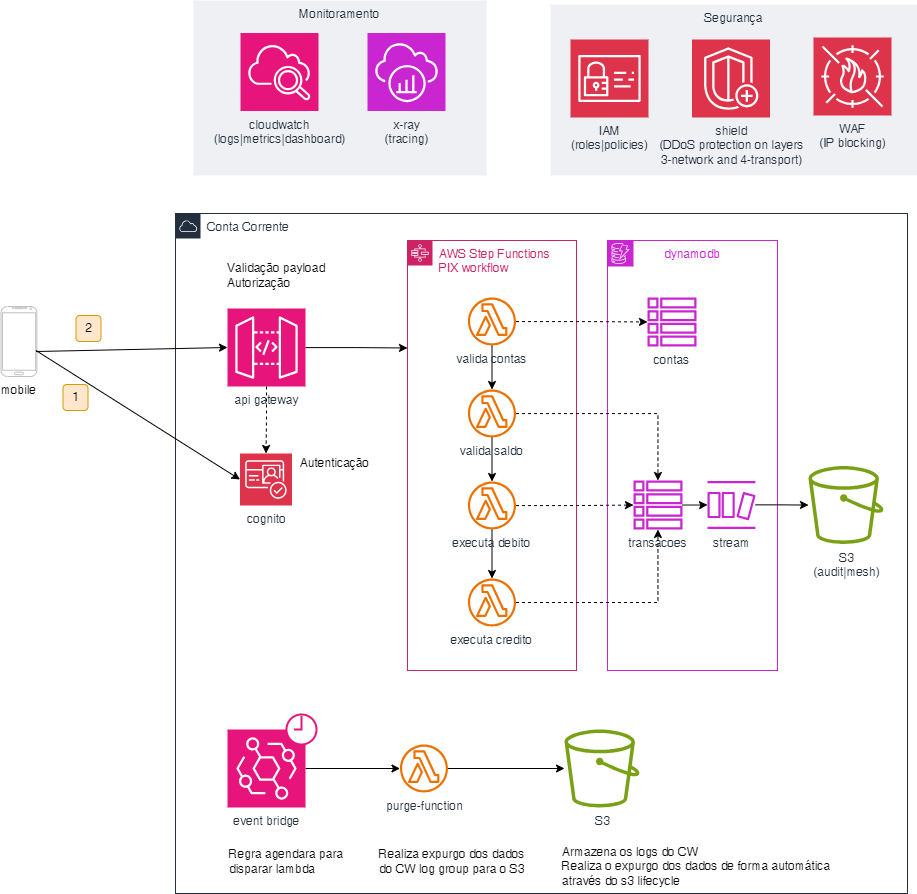 Monitoramento
cloudwatch
(logs|metrics|dashboard)
x-ray
(tracing)
Segurança
IAM
(roles|policies)
shield
(DDoS protection on layers
3-network and 4-transport)
WAF
(IP blocking)
Conta Corrente
Validação payload
Autorização
api gateway
Autenticação
cognito
mobile
2
1
AWS Step Functions
PIX workflow
valida contas
valida saldo
executa debito
executa credito
dynamodb
contas
transacoes
stream
S3
(audit|mesh)
event bridge
Regra agendara para
disparar lambda
purge-function
Realiza expurgo dos dados
do CW log group para o S3
S3
Armazena os logs do CW
Realiza o expurgo dos dados de forma automática
através do s3 lifecycle